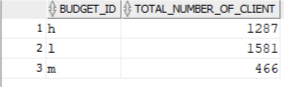 BUDGET_ID TOTAL_NUMBER_OF_CLIENT
1 h 1287
2 l 1581
3 m 466